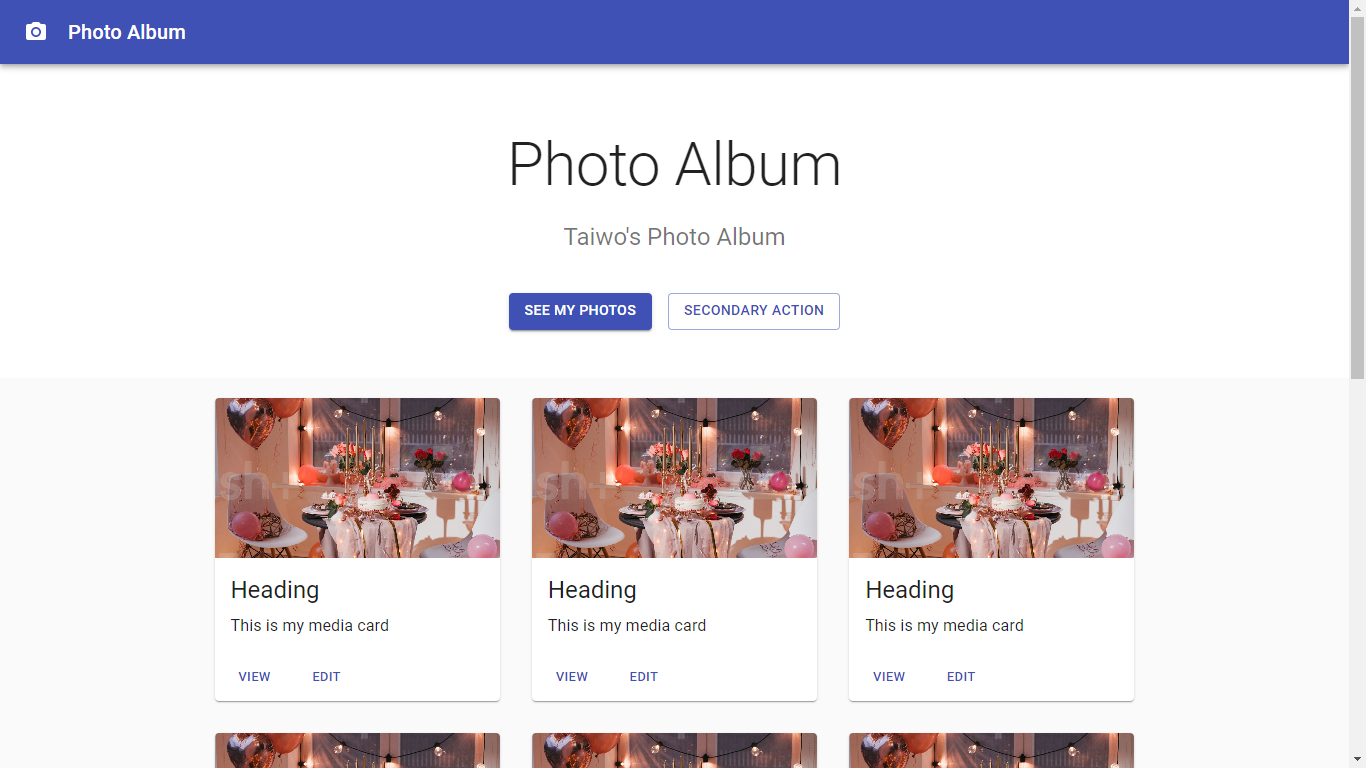 Photo Album
Photo Album
Taiwo's Photo Album
SEE MY PHOTOS SECONDARY ACTION
Heading Heading Heading
This is my media card This is my media card This is my media card
VIEW EDIT VIEW EDIT VIEW EDIT